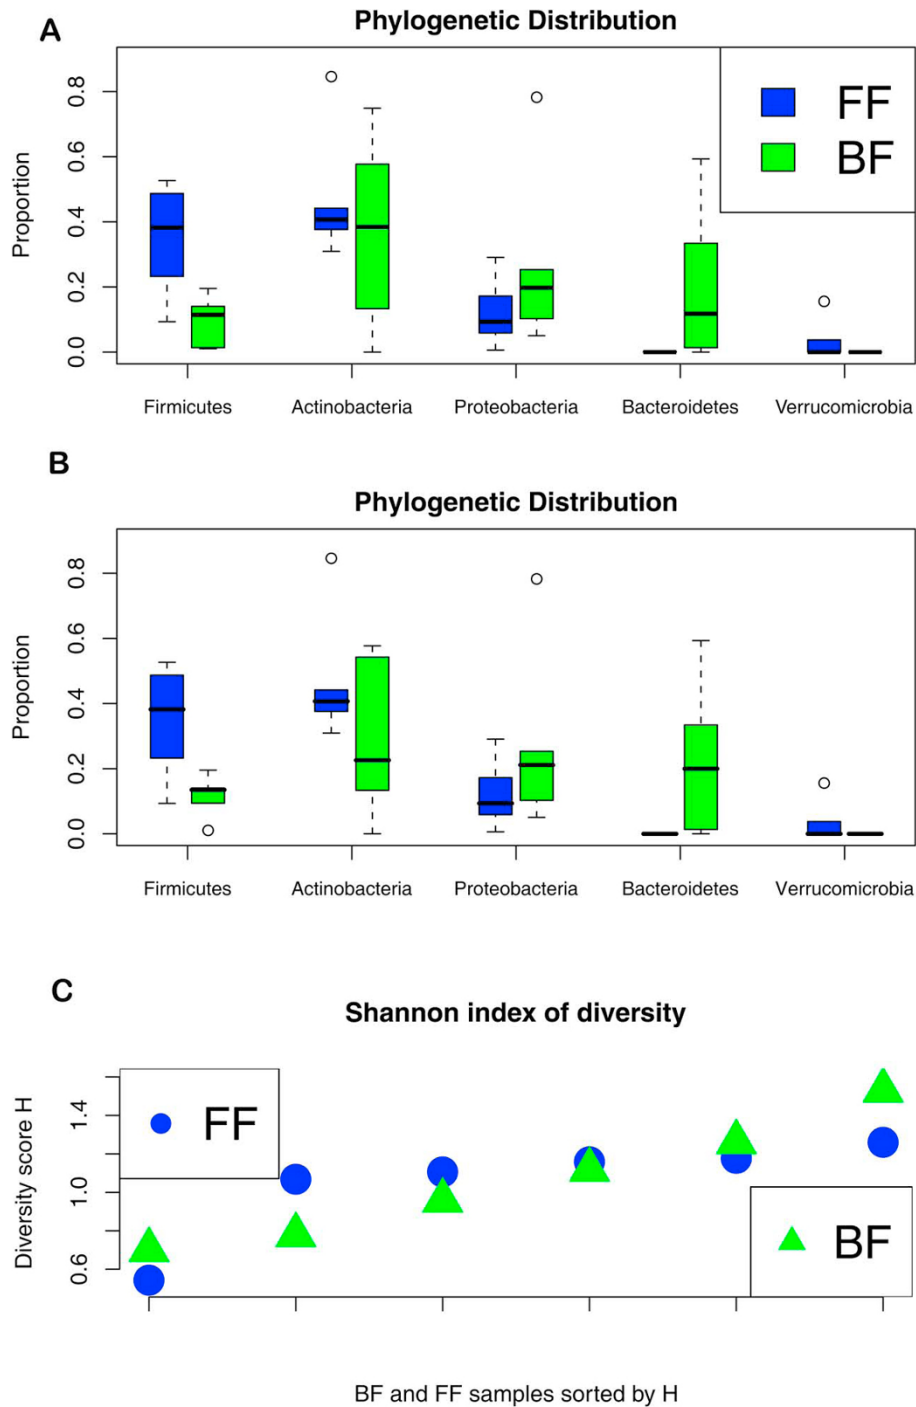 A
Phylogenetic Distribution
Proportion
0.0 0.2 0.4 0.6 0.8
FF
BF
Firmicutes Actinobacteria Proteobacteria Bacteroidetes Verrucomicrobia
B
Phylogenetic Distribution
Proportion
0.0 0.2 0.4 0.6 0.8
Firmicutes Actinobacteria Proteobacteria Bacteroidetes Verrucomicrobia
C
Shannon index of diversity
Diversity score H
0.6 1.0 1.4
FF
BF
BF and FF samples sorted by H